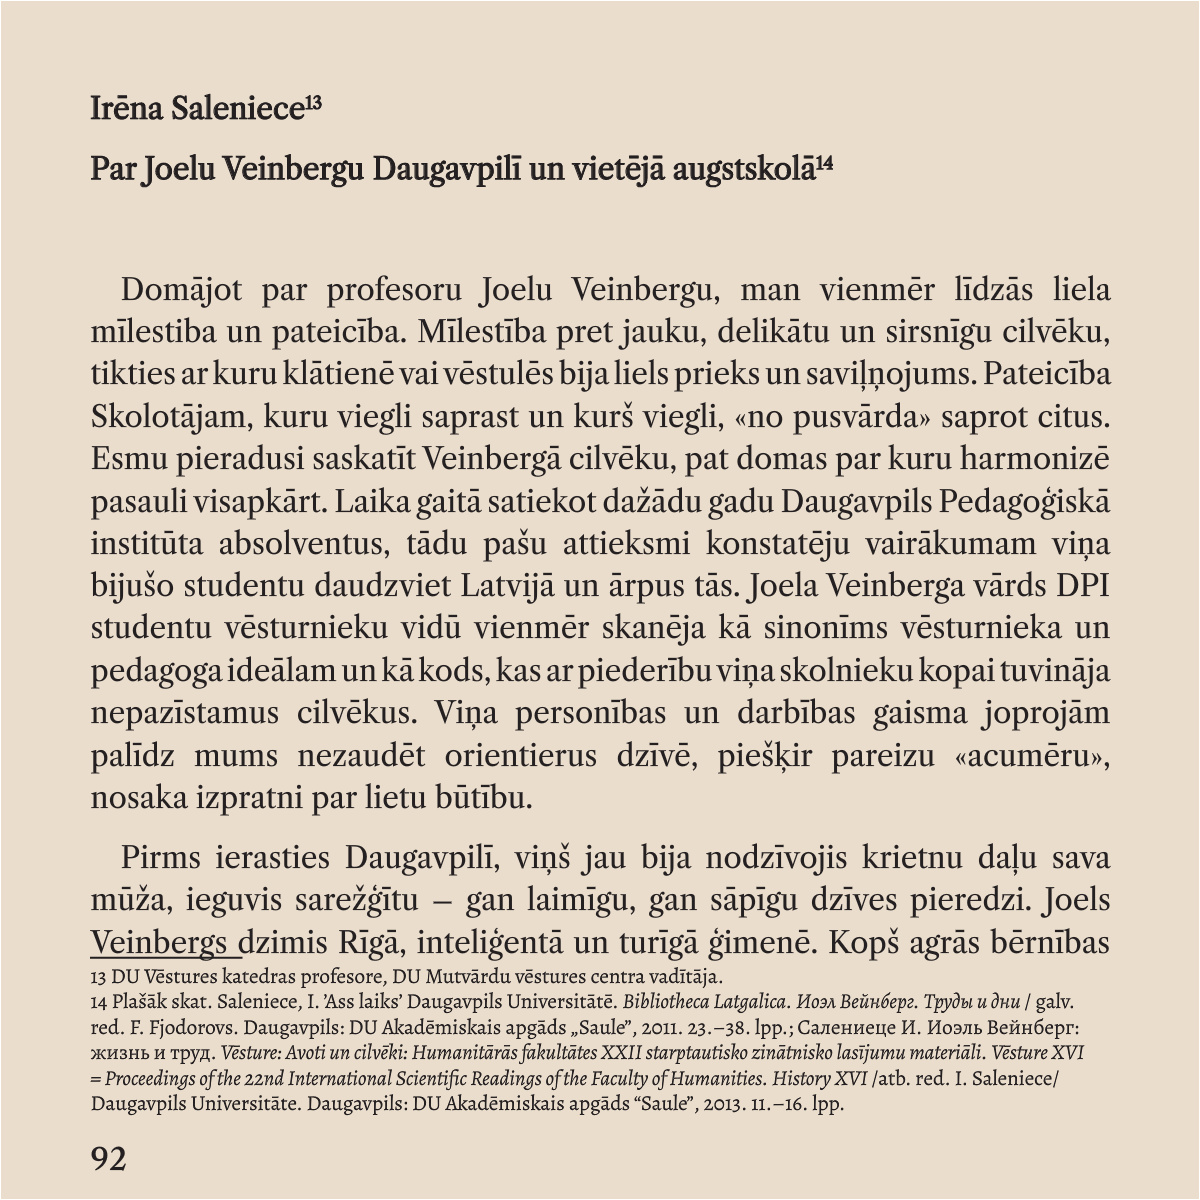 Irēna Saleniece¹³
Par Joelu Veinbergu Daugavpilī un vietējā augstskolā¹⁴
Domājot par profesoru Joelu Veinbergu, man vienmēr līdzās liela
mīlestiba un pateicība. Mīlestība pret jauku, delikātu un sirsnīgu cilvēku,
tikties ar kuru klātienē vai vēstulēs bija liels prieks un saviļņojums. Pateicība
Skolotājam, kuru viegli saprast un kurš viegli, «no pusvārda» saprot citus.
Esmu pieradusi saskatīt Veinbergā cilvēku, pat domas par kuru harmonizē
pasauli visapkārt. Laika gaitā satiekot dažādu gadu Daugavpils Pedagoģiskā
institūta absolventus, tādu pašu attieksmi konstatēju vairākumam viņa
bijušo studentu daudzviet Latvijā un ārpus tās. Joela Veinberga vārds DPI
studentu vēsturnieku vidū vienmēr skanēja kā sinonīms vēsturnieka un
pedagoga ideālam un kā kods, kas ar piederību viņa skolnieku kopai tuvināja
nepazīstamus cilvēkus. Viņa personības un darbības gaisma joprojām
palīdz mums nezaudēt orientierus dzīvē, piešķir pareizu «acumēru»,
nosaka izpratni par lietu būtību.
Pirms ierasties Daugavpilī, viņš jau bija nodzīvojis krietnu daļu sava
mūža, ieguvis sarežģītu – gan laimīgu, gan sāpīgu dzīves pieredzi. Joels
Veinbergs dzimis Rīgā, inteliģentā un turīgā ģimenē. Kopš agrās bērnības
13 DU Vēstures katedras profesore, DU Mutvārdu vēstures centra vadītāja.
14 Plašāk skat. Saleniece, I. ’Ass laiks’ Daugavpils Universitātē. Bibliotheca Latgalica. Иоэл Вейнберг. Труды и дни / galv.
red. F. Fjodorovs. Daugavpils: DU Akadēmiskais apgāds „Saule”, 2011. 23.–38. lpp.; Салениеце И. Иоэль Вейнберг:
жизнь и труд. Vēsture: Avoti un cilvēki: Humanitārās fakultātes XXII starptautisko zinātnisko lasījumu materiāli. Vēsture XVI
= Proceedings of the 22nd International Scientific Readings of the Faculty of Humanities. History XVI /atb. red. I. Saleniece/
Daugavpils Universitāte. Daugavpils: DU Akadēmiskais apgāds “Saule”, 2013. 11.–16. lpp.
92